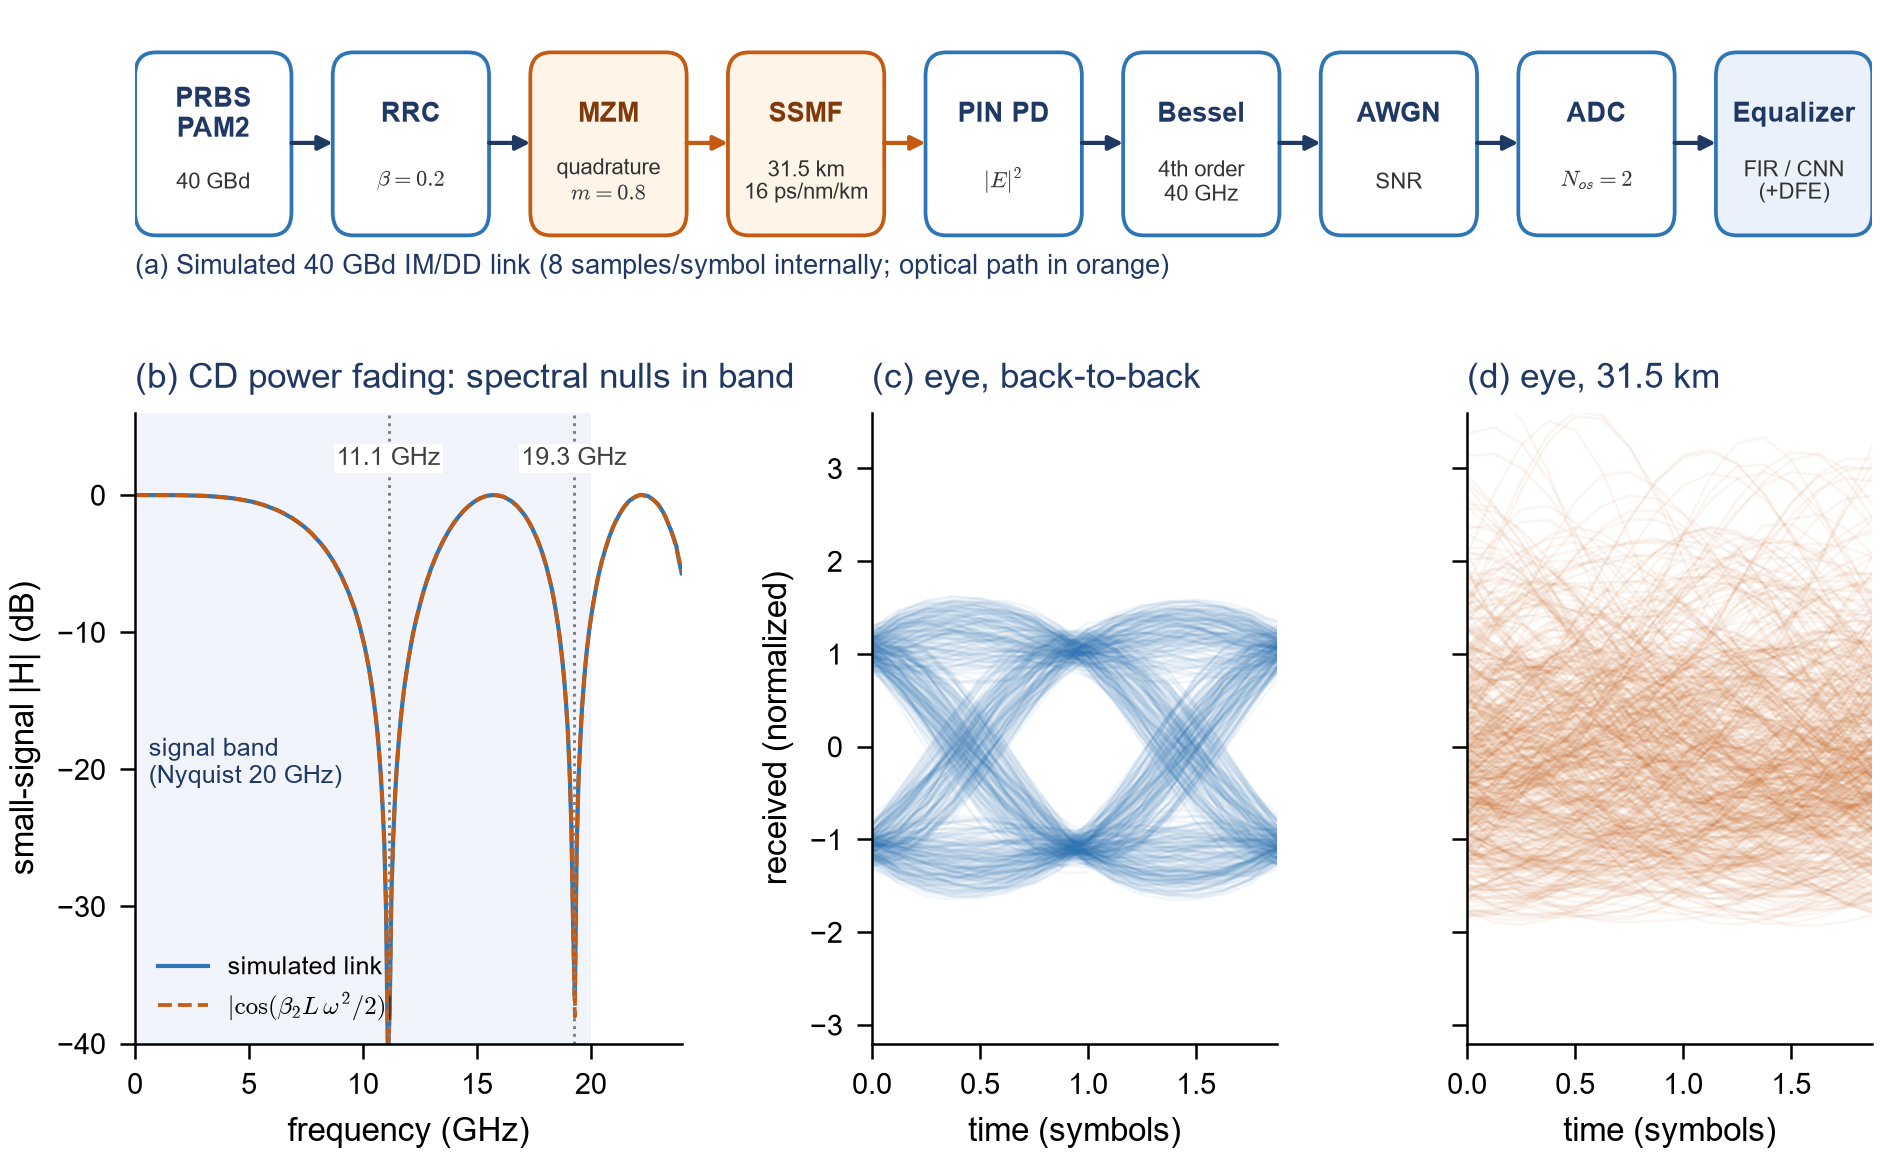 PRBS
PAM2
40 GBd
RRC
β = 0.2
MZM
quadrature
m = 0.8
SSMF
31.5 km
16 ps/nm/km
PIN PD
|E|²
Bessel
4th order
40 GHz
AWGN
SNR
ADC
N_os = 2
Equalizer
FIR / CNN
(+DFE)
(a) Simulated 40 GBd IM/DD link (8 samples/symbol internally; optical path in orange)
(b) CD power fading: spectral nulls in band
11.1 GHz
19.3 GHz
signal band
(Nyquist 20 GHz)
simulated link
|cos(β₂L ω²/2)|
small-signal |H| (dB)
0
−10
−20
−30
−40
0 5 10 15 20
frequency (GHz)
(c) eye, back-to-back
received (normalized)
3
2
1
0
−1
−2
−3
0.0 0.5 1.0 1.5
time (symbols)
(d) eye, 31.5 km
0.0 0.5 1.0 1.5
time (symbols)